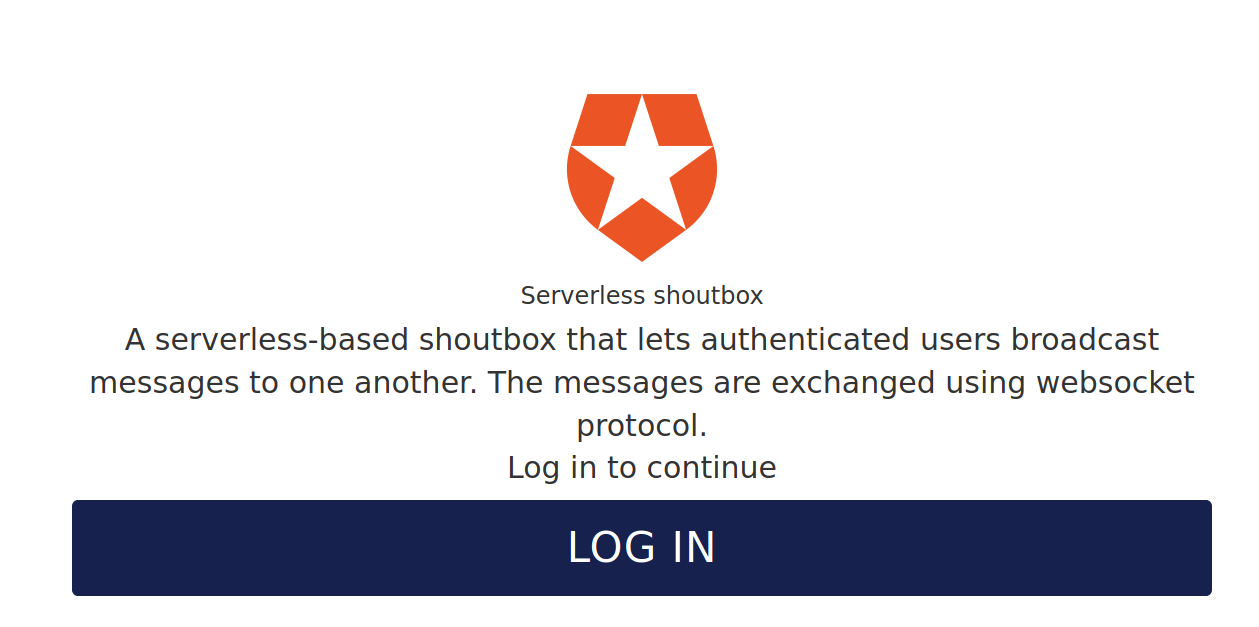 Serverless shoutbox
A serverless-based shoutbox that lets authenticated users broadcast
messages to one another. The messages are exchanged using websocket
protocol.
Log in to continue
LOG IN